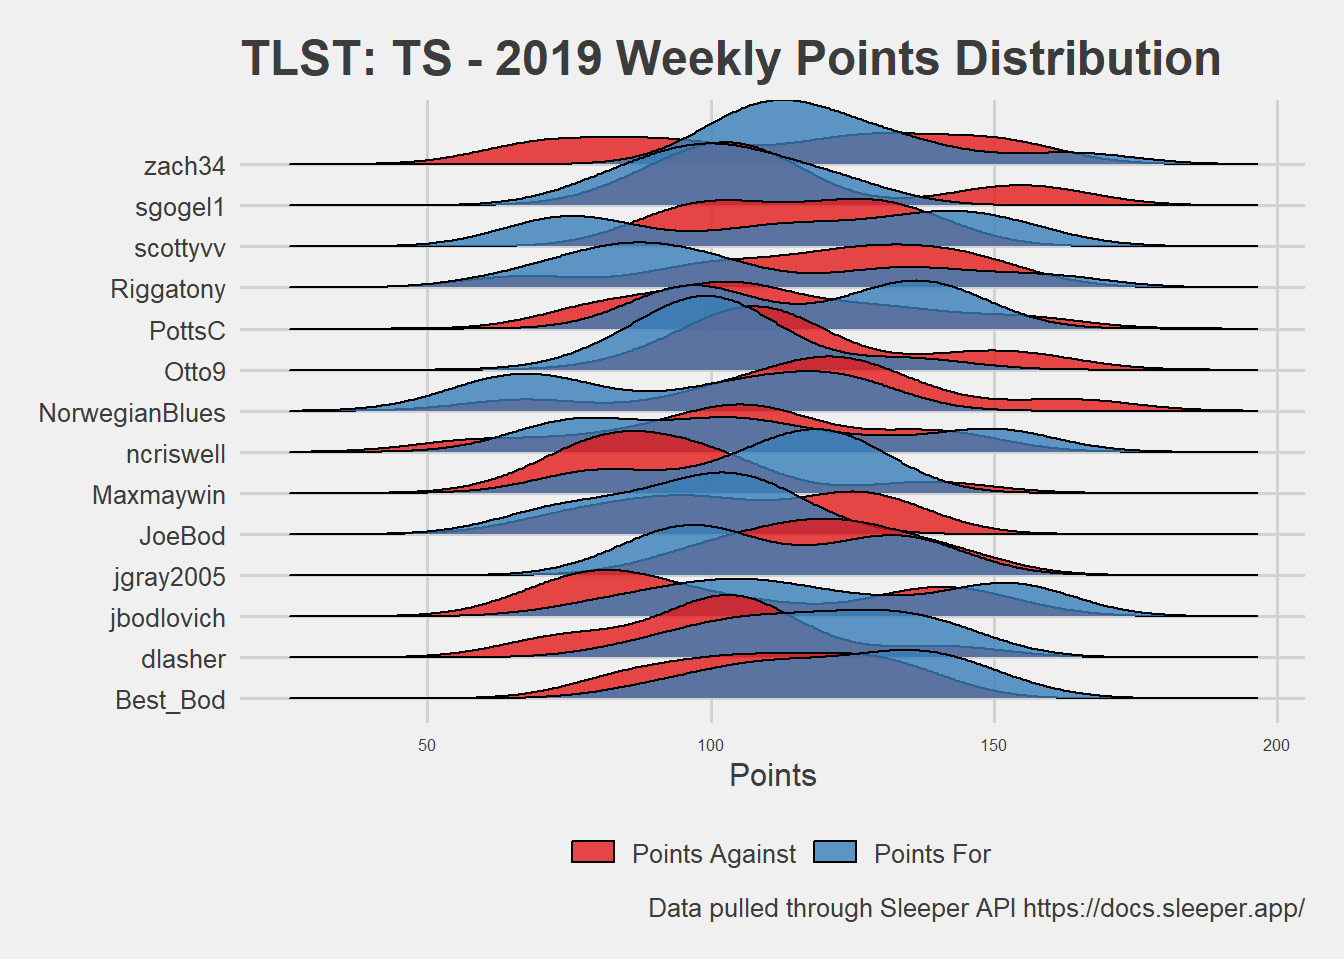 TLST: TS - 2019 Weekly Points Distribution
zach34
sgogel1
scottyvv
Riggatony
PottsC
Otto9
NorwegianBlues
ncriswell
Maxmaywin
JoeBod
jgray2005
jbodlovich
dlasher
Best_Bod
50 100 150 200
Points
Points Against Points For
Data pulled through Sleeper API https://docs.sleeper.app/